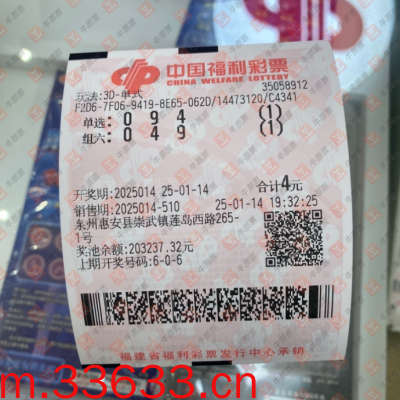 中国福利彩票
CHINA WELFARE LOTTERY
玩法:3D-单式 35058912
F2D6-7F06-9419-8E65-062D/14473120/C4341
单选: 0 9 4 (1)
组六: 0 4 9 (1)
开奖期:2025014 25-01-14 合计4元
销售期:2025014-510 25-01-14 19:32:25
泉州惠安县崇武镇莲岛西路265-
1号
奖池余额:203237.32元
上期开奖号码:6-0-6
福建省福利彩票发行中心承销
m.33633.cn